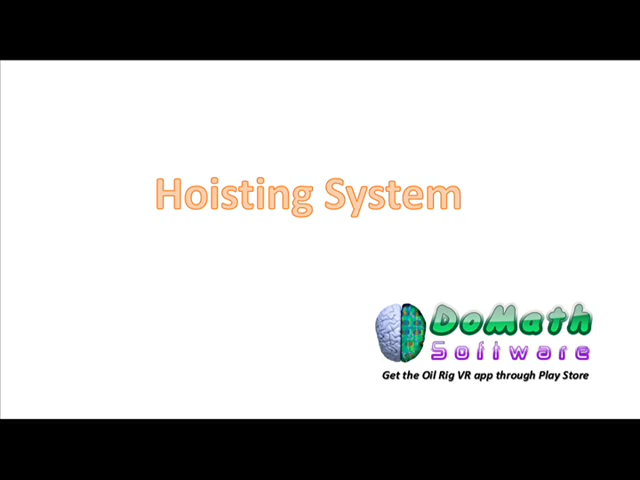 Hoisting System
DoMath
Software
Get the Oil Rig VR app through Play Store